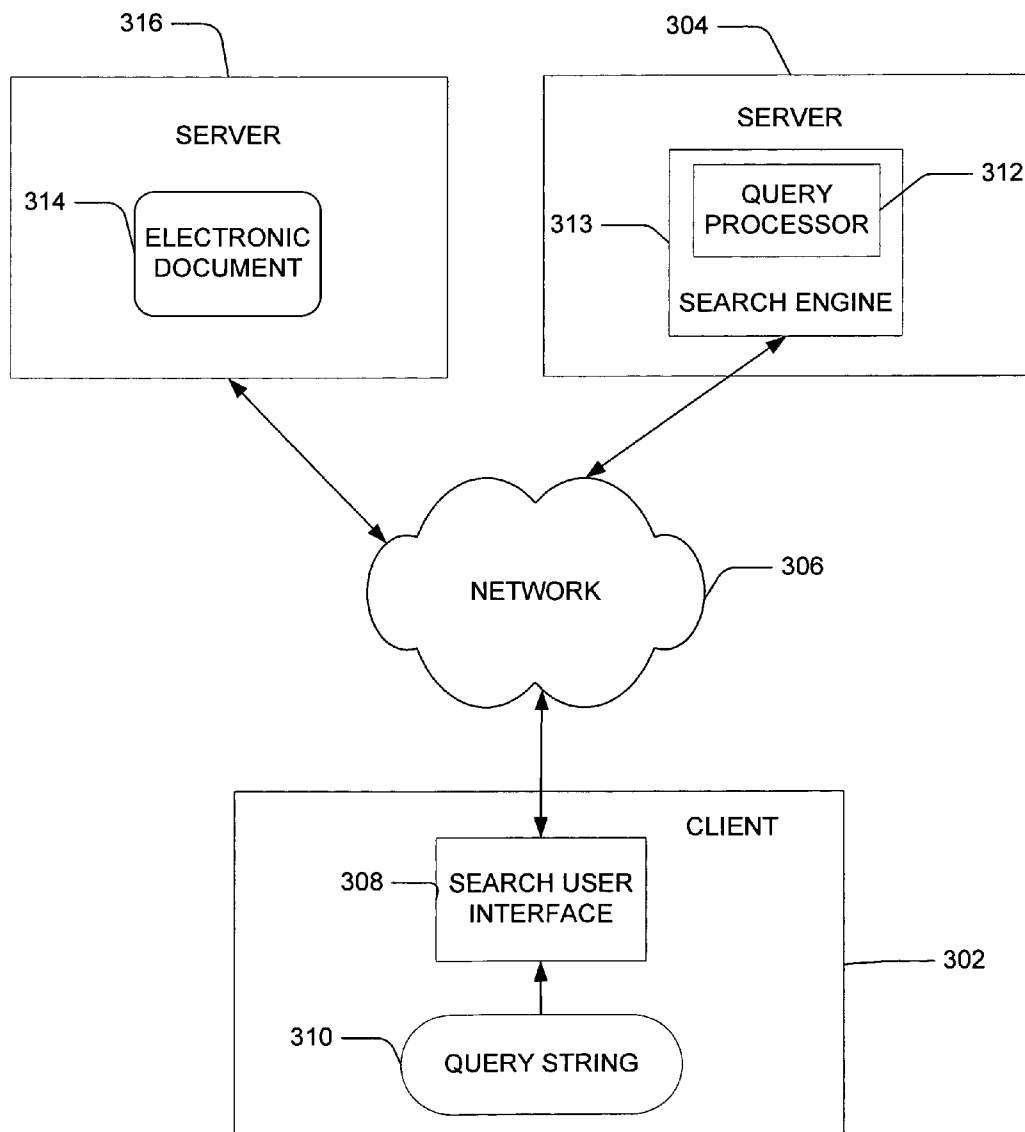 316
304
SERVER
SERVER
314
ELECTRONIC
DOCUMENT
QUERY
PROCESSOR
312
313
SEARCH ENGINE
NETWORK
306
CLIENT
308
SEARCH USER
INTERFACE
302
310
QUERY STRING